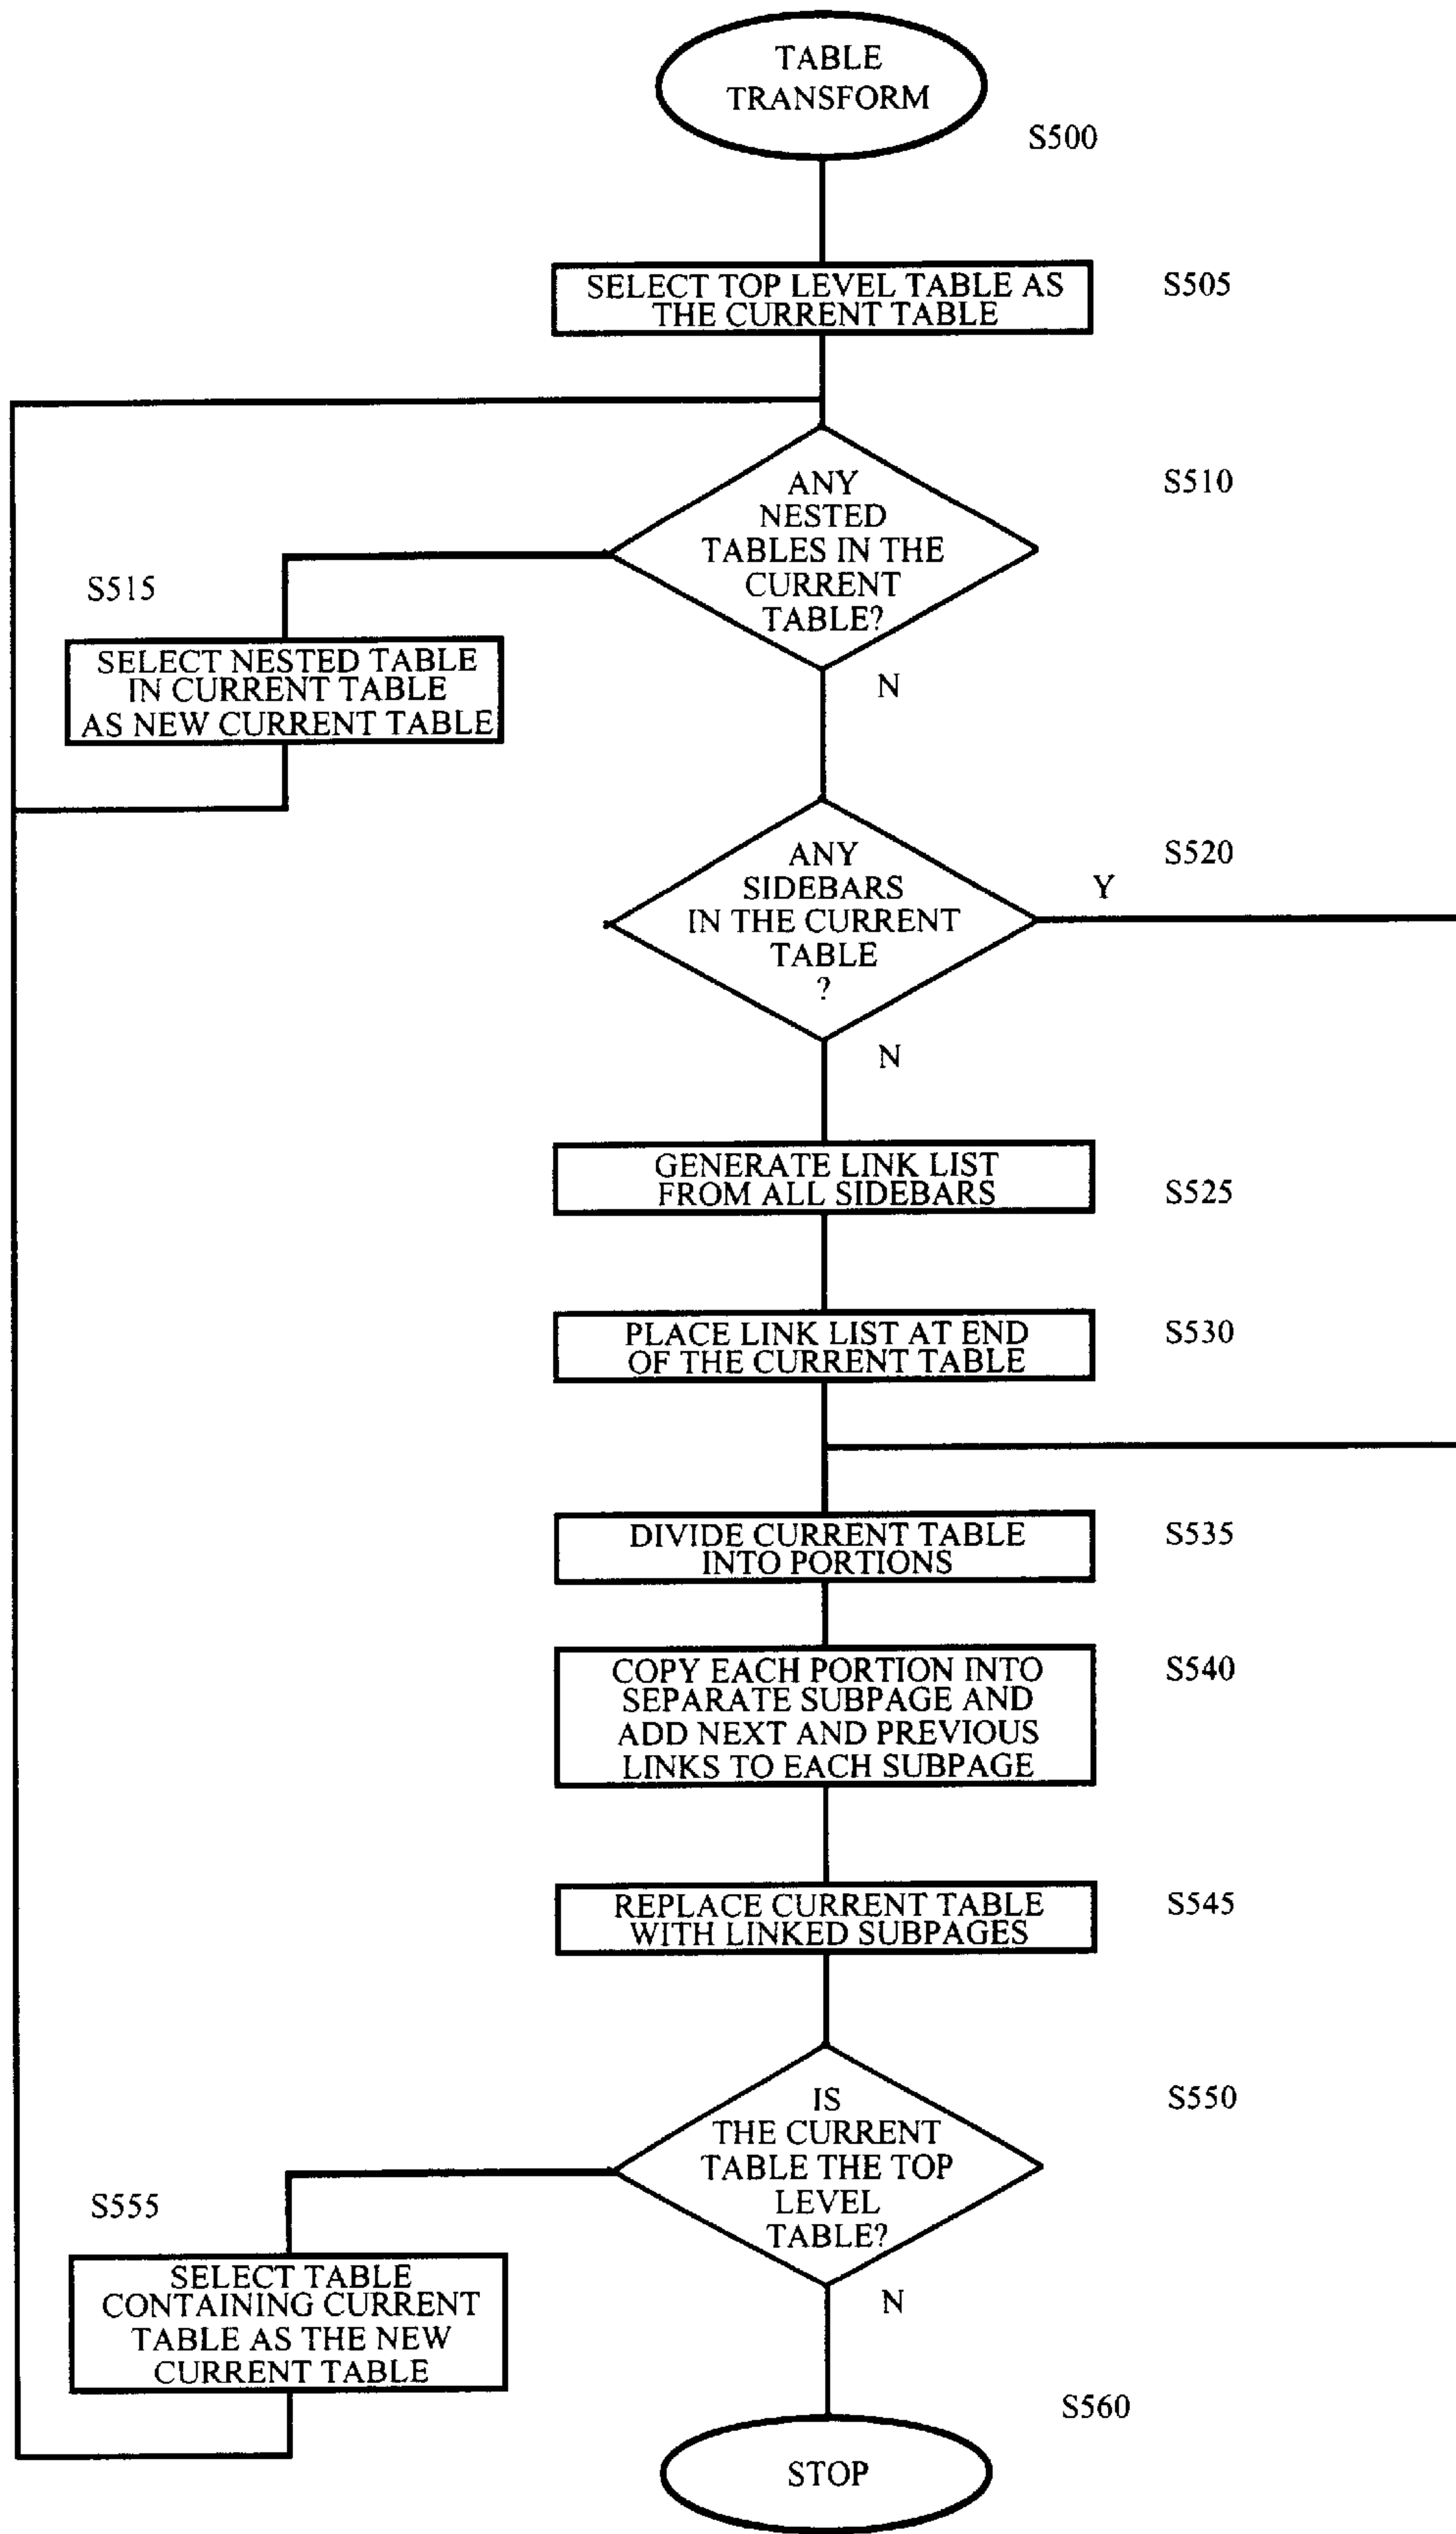 TABLE
TRANSFORM
S500
SELECT TOP LEVEL TABLE AS
THE CURRENT TABLE
S505
ANY
NESTED
TABLES IN THE
CURRENT
TABLE?
S510
S515
SELECT NESTED TABLE
IN CURRENT TABLE
AS NEW CURRENT TABLE
N
ANY
SIDEBARS
IN THE CURRENT
TABLE
?
S520
Y
N
GENERATE LINK LIST
FROM ALL SIDEBARS
S525
PLACE LINK LIST AT END
OF THE CURRENT TABLE
S530
DIVIDE CURRENT TABLE
INTO PORTIONS
S535
COPY EACH PORTION INTO
SEPARATE SUBPAGE AND
ADD NEXT AND PREVIOUS
LINKS TO EACH SUBPAGE
S540
REPLACE CURRENT TABLE
WITH LINKED SUBPAGES
S545
IS
THE CURRENT
TABLE THE TOP
LEVEL
TABLE?
S550
S555
SELECT TABLE
CONTAINING CURRENT
TABLE AS THE NEW
CURRENT TABLE
N
S560
STOP